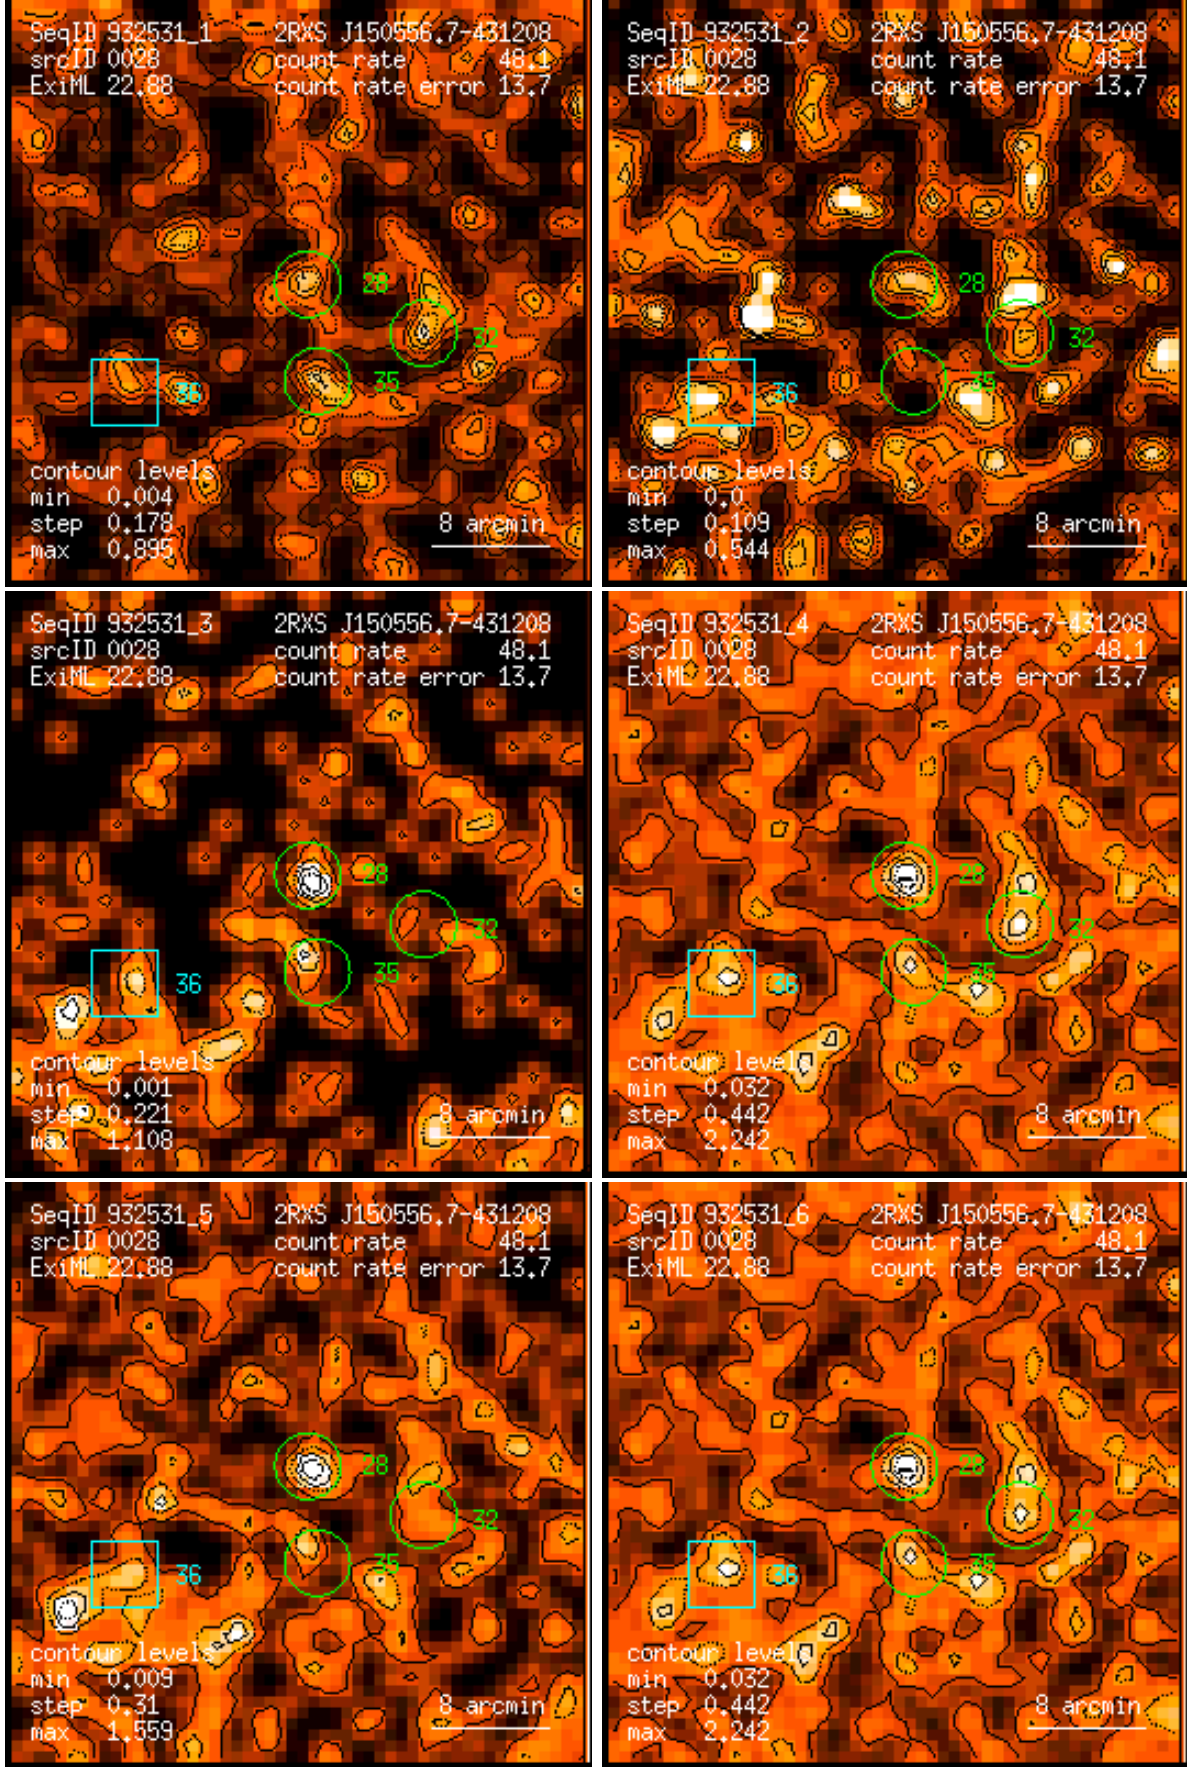 SeqID 932531_1 2RXS J150556.7-431208
srcID 0028 count rate 48.1
ExiML 22.88 count rate error 13.7
28
32
35
36
contour levels
min 0.004
step 0.178
max 0.895
8 arcmin
SeqID 932531_2 2RXS J150556.7-431208
srcID 0028 count rate 48.1
ExiML 22.88 count rate error 13.7
28
32
35
36
contour levels
min 0.0
step 0.109
max 0.544
8 arcmin
SeqID 932531_3 2RXS J150556.7-431208
srcID 0028 count rate 48.1
ExiML 22.88 count rate error 13.7
28
32
35
36
contour levels
min 0.001
step 0.221
max 1.108
8 arcmin
SeqID 932531_4 2RXS J150556.7-431208
srcID 0028 count rate 48.1
ExiML 22.88 count rate error 13.7
28
32
35
36
contour levels
min 0.032
step 0.442
max 2.242
8 arcmin
SeqID 932531_5 2RXS J150556.7-431208
srcID 0028 count rate 48.1
ExiML 22.88 count rate error 13.7
28
32
35
36
contour levels
min 0.009
step 0.31
max 1.559
8 arcmin
SeqID 932531_6 2RXS J150556.7-431208
srcID 0028 count rate 48.1
ExiML 22.88 count rate error 13.7
28
32
35
36
contour levels
min 0.032
step 0.442
max 2.242
8 arcmin